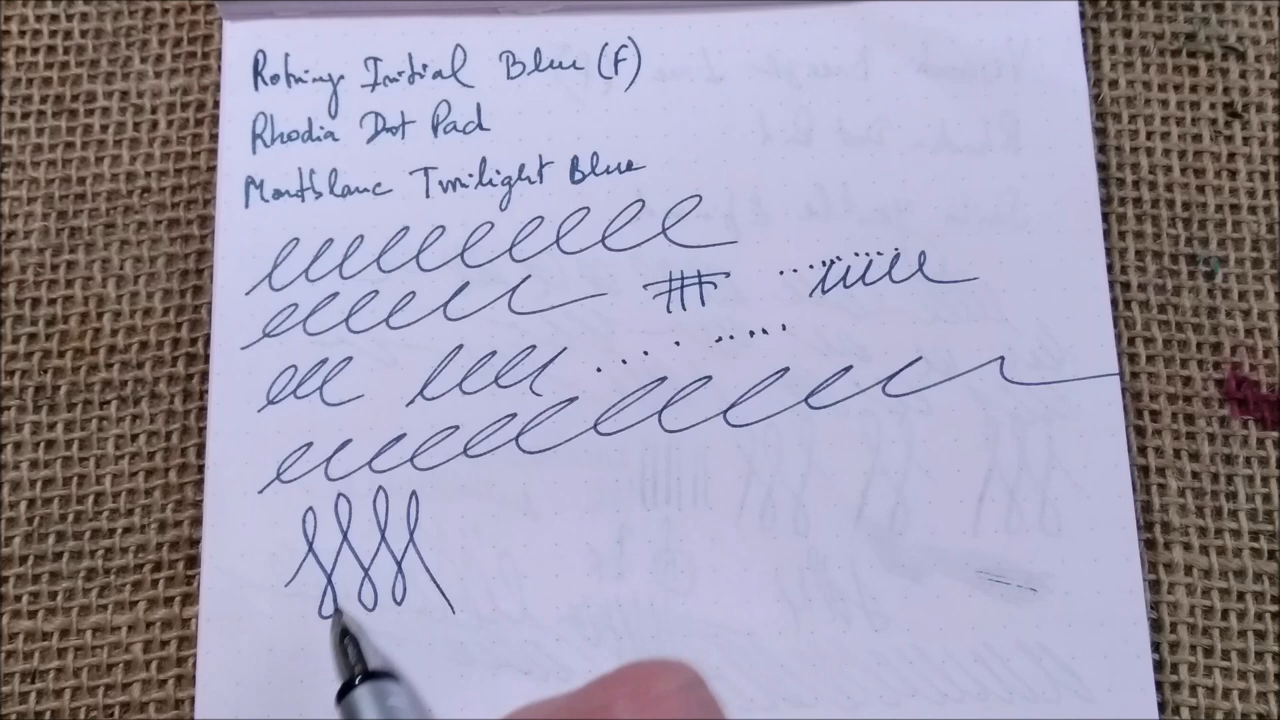 Rotring Initial Blue (F)
Rhodia Dot Pad
Montblanc Twilight Blue